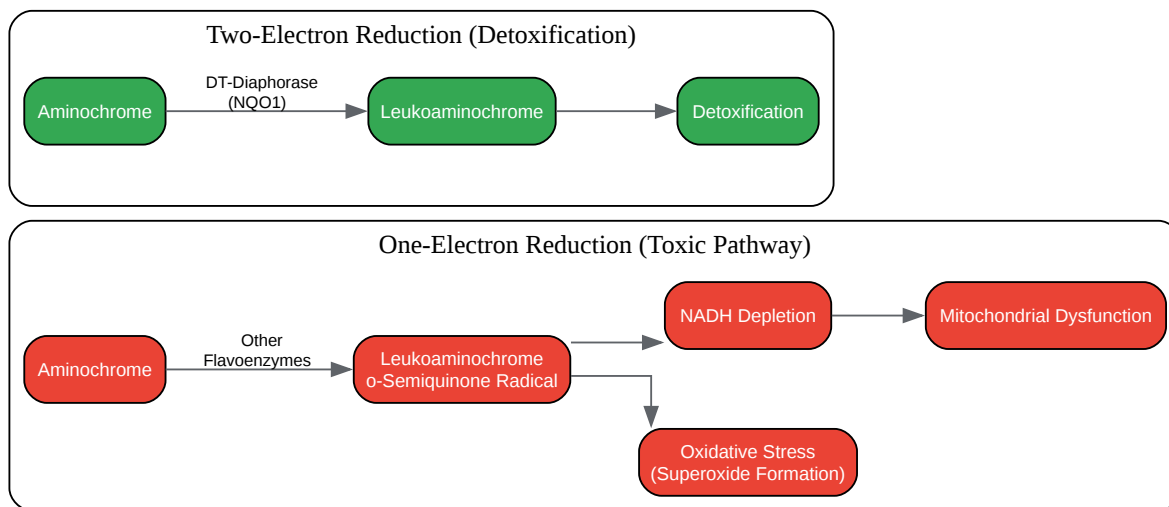 Two-Electron Reduction (Detoxification)
DT-Diaphorase
(NQO1)
Aminochrome
Leukoaminochrome
Detoxification
One-Electron Reduction (Toxic Pathway)
NADH Depletion
Mitochondrial Dysfunction
Other
Flavoenzymes
Aminochrome
Leukoaminochrome
o-Semiquinone Radical
Oxidative Stress
(Superoxide Formation)